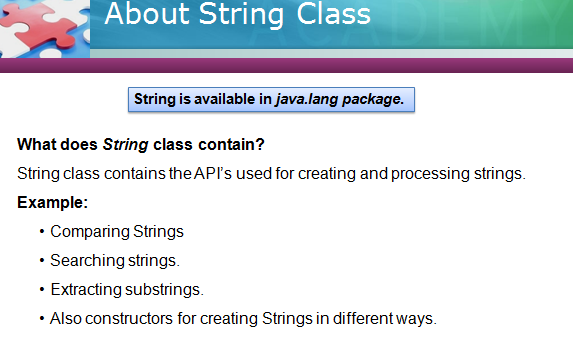 About String Class
ACADEMY
String is available in java.lang package.
What does String class contain?
String class contains the API’s used for creating and processing strings.
Example:
• Comparing Strings
• Searching strings.
• Extracting substrings.
• Also constructors for creating Strings in different ways.